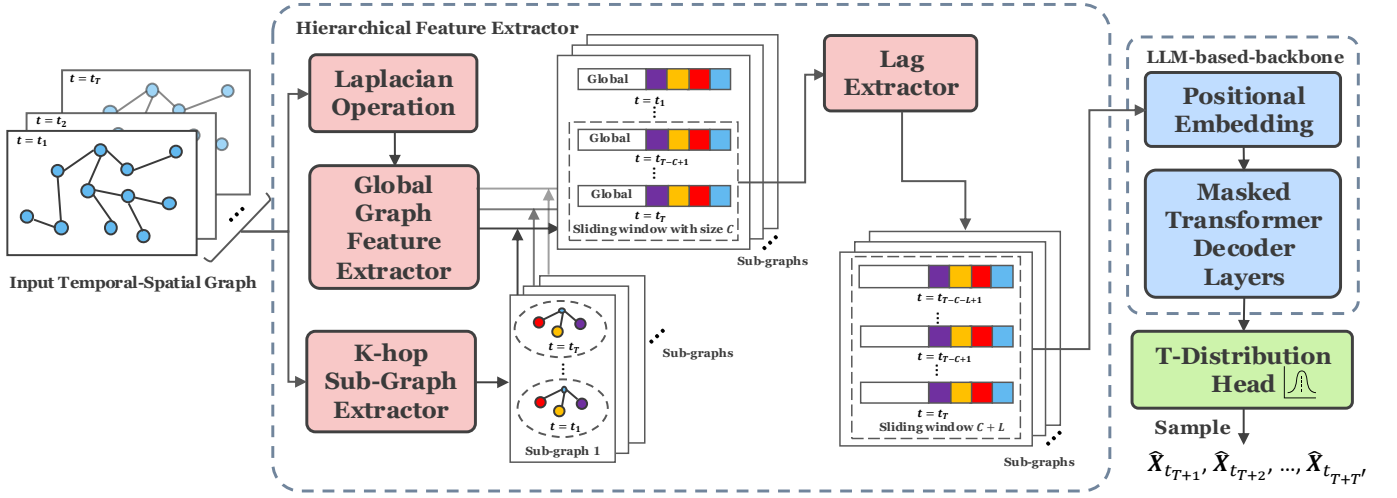 Hierarchical Feature Extractor
t = t_T
t = t_2
t = t_1
Input Temporal-Spatial Graph
Laplacian
Operation
Global
Graph
Feature
Extractor
K-hop
Sub-Graph
Extractor
t = t_T
t = t_1
Sub-graph 1
Sub-graphs
Global
t = t_1
Global
t = t_{T-C+1}
Global
t = t_T
Sliding window with size C
Sub-graphs
Lag
Extractor
t = t_{T-C-L+1}
t = t_{T-C+1}
t = t_T
Sliding window C + L
Sub-graphs
LLM-based-backbone
Positional
Embedding
Masked
Transformer
Decoder
Layers
T-Distribution
Head
Sample
X̂_{t_{T+1}}, X̂_{t_{T+2}}, ..., X̂_{t_{T+T'}}